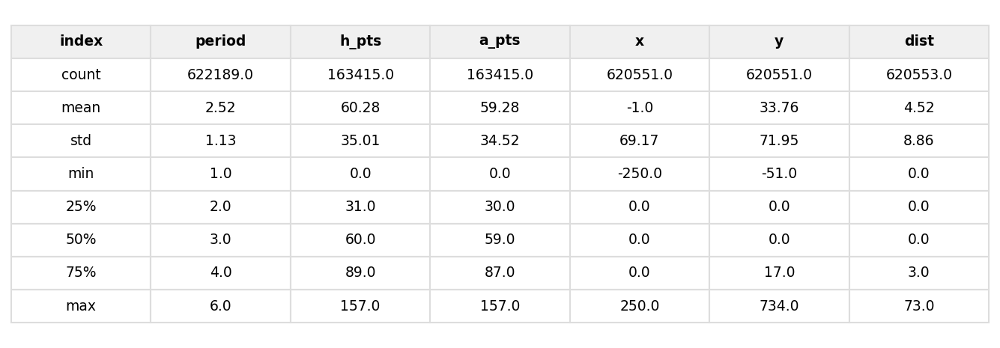 index period h_pts a_pts x y dist
count 622189.0 163415.0 163415.0 620551.0 620551.0 620553.0
mean 2.52 60.28 59.28 -1.0 33.76 4.52
std 1.13 35.01 34.52 69.17 71.95 8.86
min 1.0 0.0 0.0 -250.0 -51.0 0.0
25% 2.0 31.0 30.0 0.0 0.0 0.0
50% 3.0 60.0 59.0 0.0 0.0 0.0
75% 4.0 89.0 87.0 0.0 17.0 3.0
max 6.0 157.0 157.0 250.0 734.0 73.0